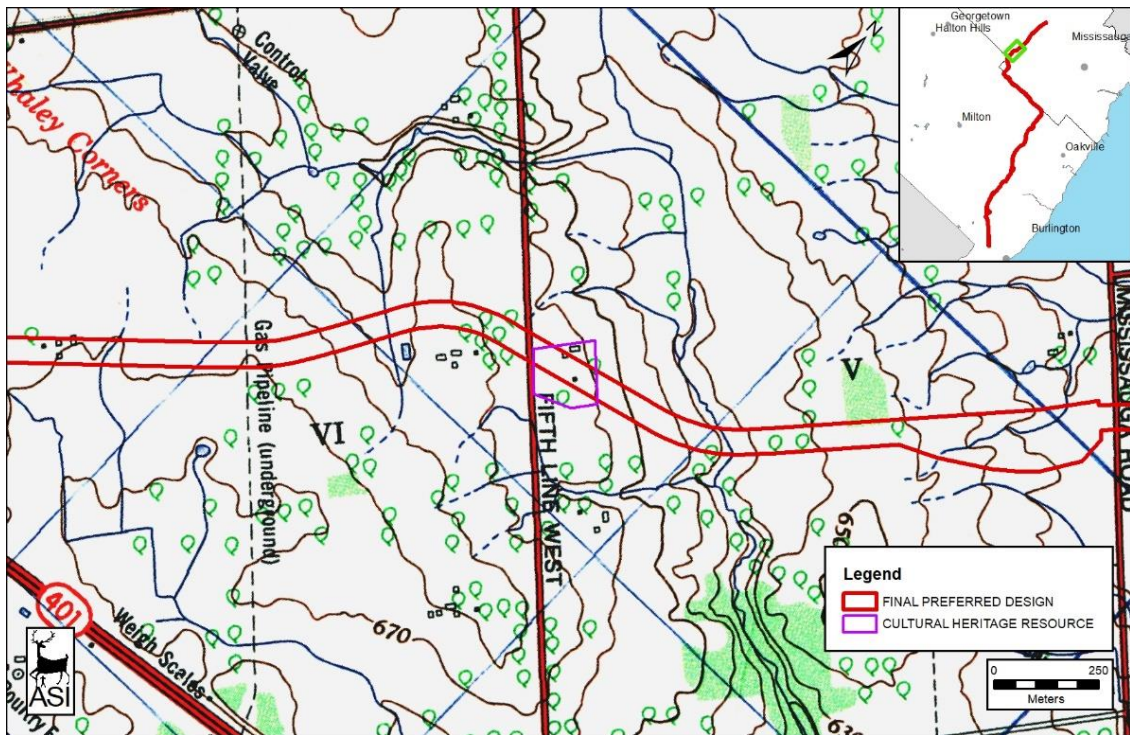 Georgetown
Halton Hills
Mississauga
Milton
Oakville
Burlington
N
Control
Valve
Whaley Corners
Gas Pipeline (underground)
VI
V
FIFTH LINE WEST
MISSISSAUGA ROAD
650
670
630
401
Weigh Scales
Poultry F
ASI
Legend
FINAL PREFERRED DESIGN
CULTURAL HERITAGE RESOURCE
0 250
Meters